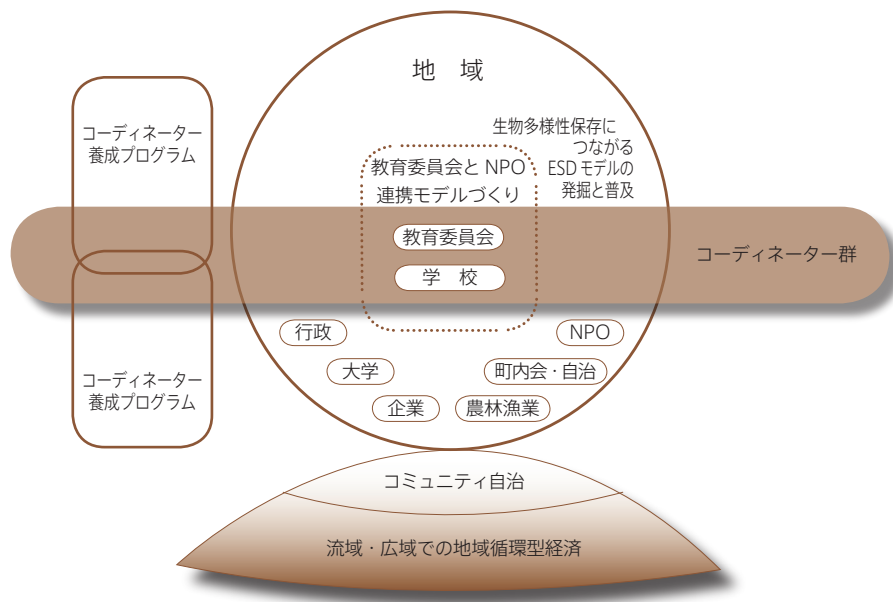 地　域
コーディネーター
養成プログラム
生物多様性保存に
つながる
ESD モデルの
発掘と普及
教育委員会と NPO
連携モデルづくり
教育委員会
学　校
コーディネーター群
行政
NPO
大学
町内会・自治
企業
農林漁業
コーディネーター
養成プログラム
コミュニティ自治
流域・広域での地域循環型経済